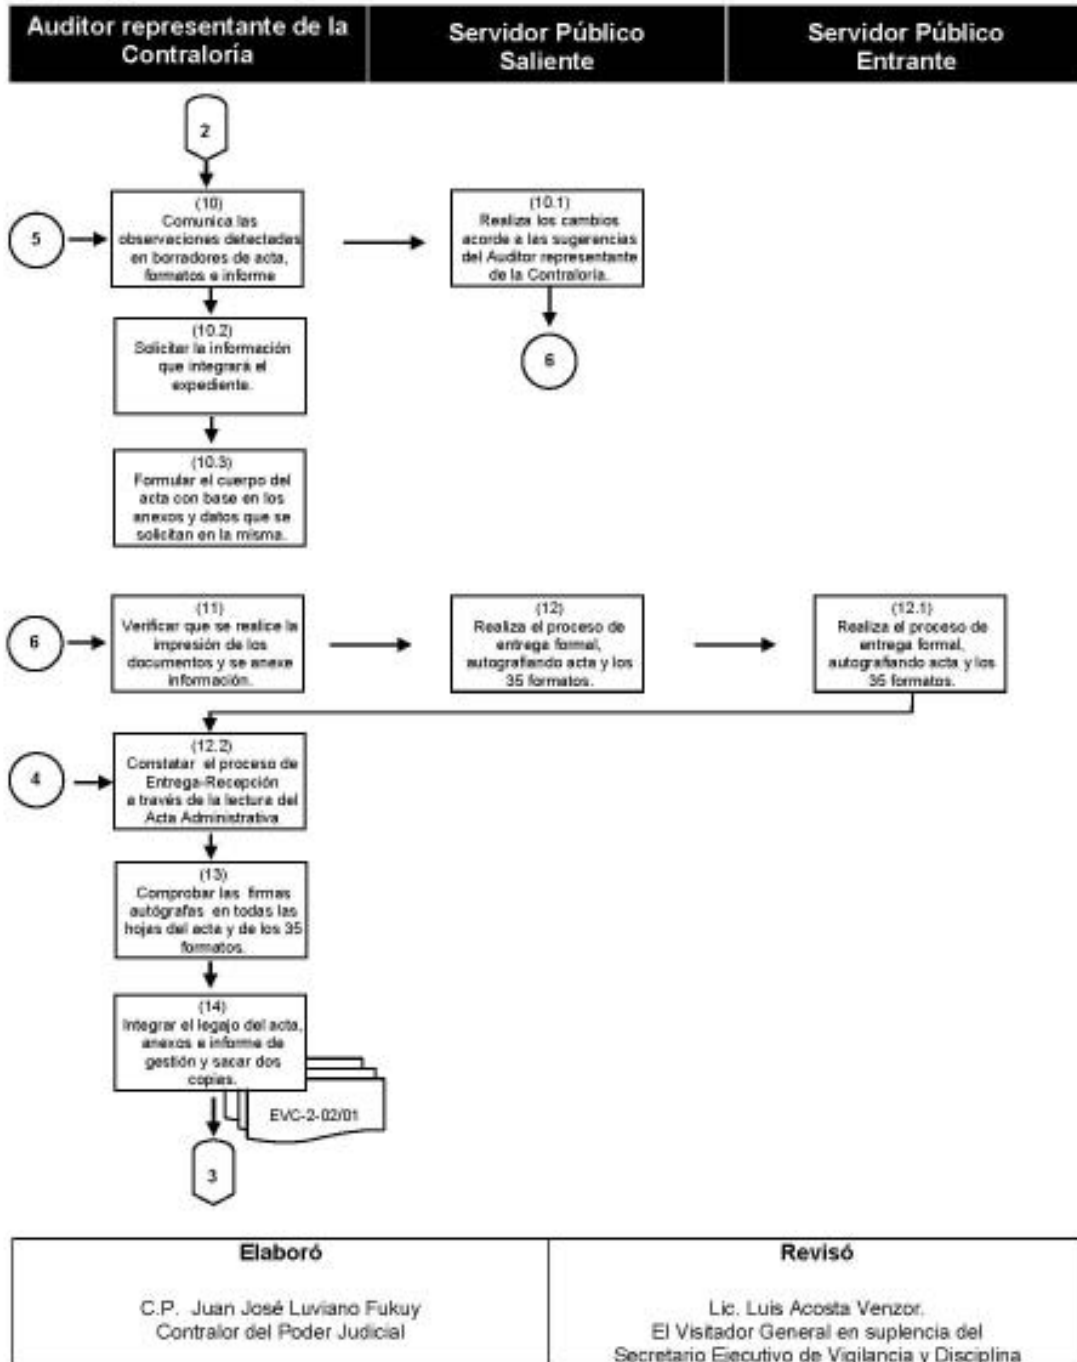 Auditor representante de la
Contraloría
Servidor Público
Saliente
Servidor Público
Entrante
2
5
(10)
Comunica las
observaciones detectadas
en borradores de acta,
formatos e informe
(10.1)
Realiza los cambios
acorde a las sugerencias
del Auditor representante
de la Contraloría.
(10.2)
Solicitar la información
que integrará el
expediente.
6
(10.3)
Formular el cuerpo del
acta con base en los
anexos y datos que se
solicitan en la misma.
6
(11)
Verificar que se realice la
impresión de los
documentos y se anexe
información.
(12)
Realiza el proceso de
entrega formal,
autografiando acta y los
35 formatos.
(12.1)
Realiza el proceso de
entrega formal,
autografiando acta y los
35 formatos.
4
(12.2)
Constatar el proceso de
Entrega-Recepción
a través de la lectura del
Acta Administrativa
(13)
Comprobar las firmas
autógrafas en todas las
hojas del acta y de los 35
formatos.
(14)
Integrar el legajo del acta,
anexos e informe de
gestión y sacar dos
copies.
EVC-2-02/01
3
Elaboró
C.P. Juan José Luviano Fukuy
Contralor del Poder Judicial
Revisó
Lic. Luis Acosta Venzor.
El Visitador General en suplencia del
Secretario Ejecutivo de Vigilancia y Disciplina